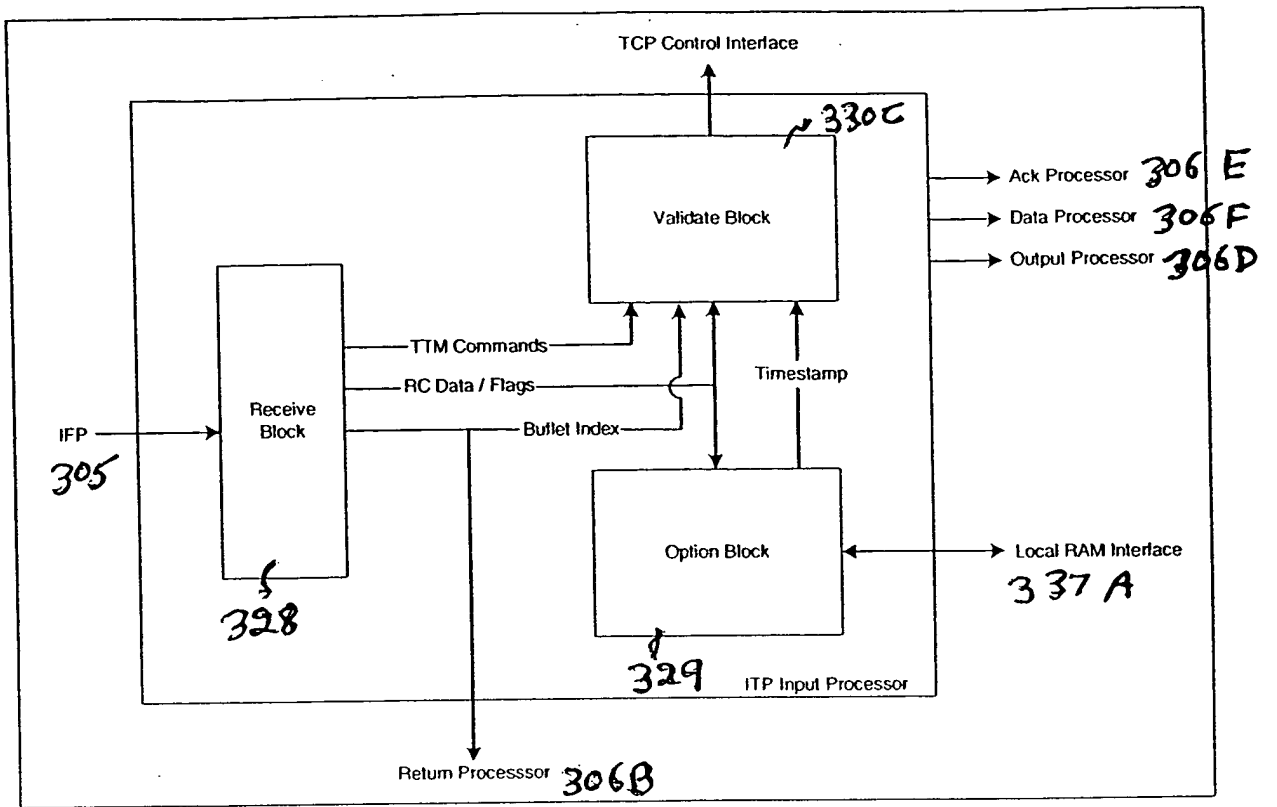 TCP Control Interface
330C
Validate Block
Ack Processor 306 E
Data Processor 306F
Output Processor 306D
TTM Commands
RC Data / Flags
Timestamp
Receive Block
IFP
305
Buflet Index
Option Block
Local RAM Interface
337A
328
329
ITP Input Processor
Return Processsor 306B